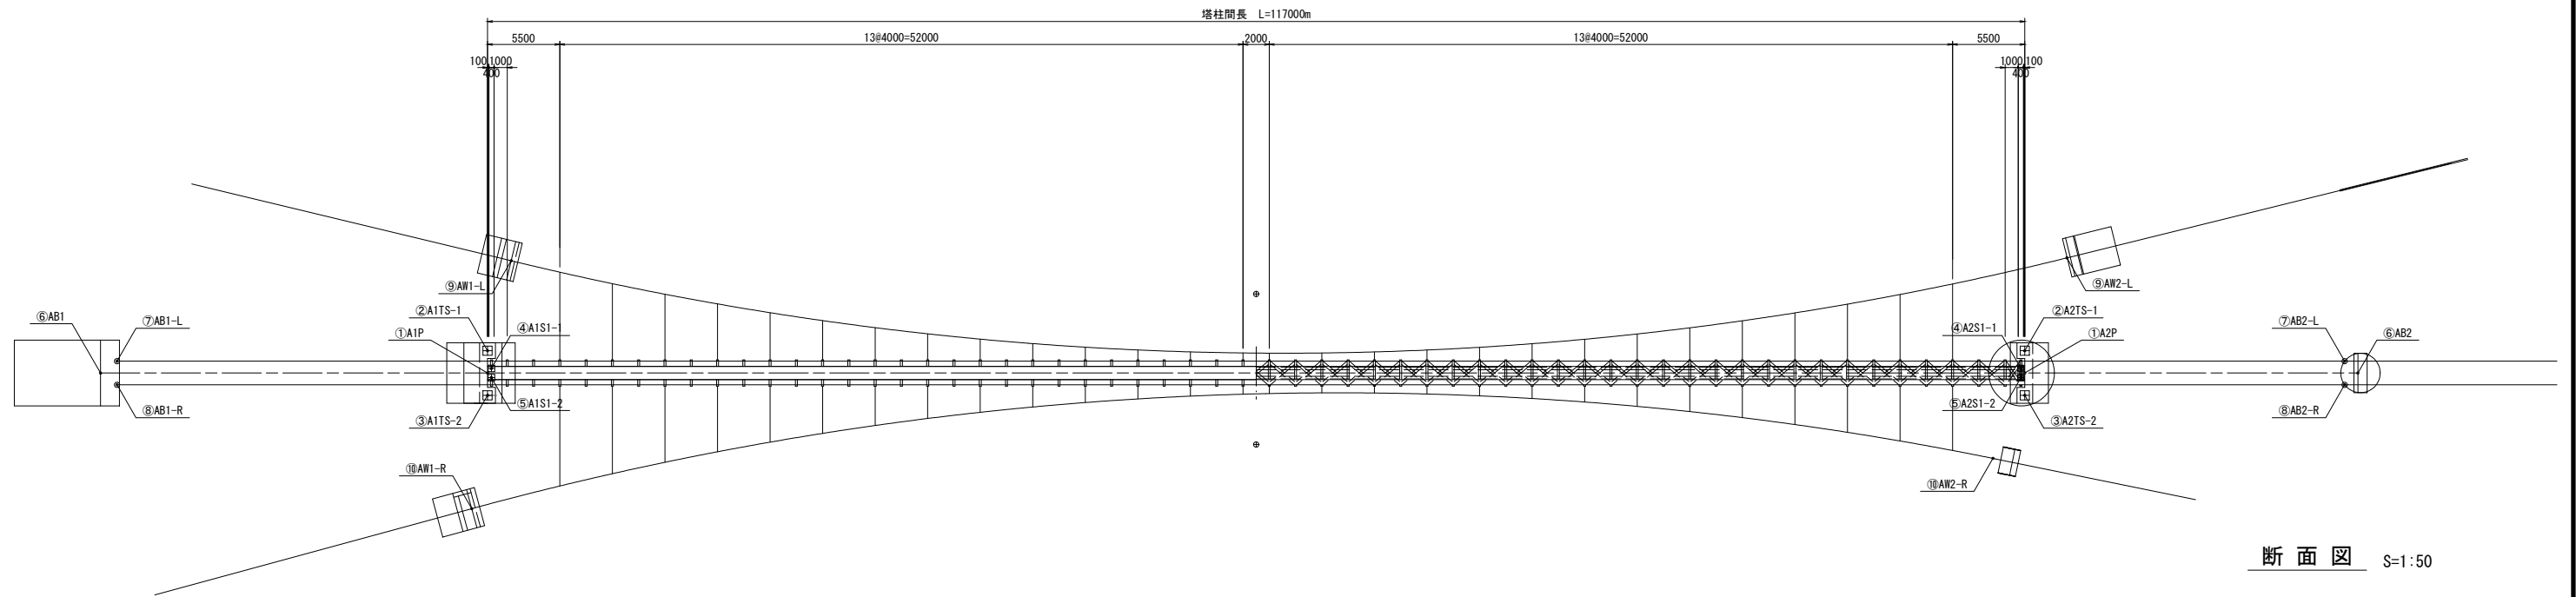 塔柱間長 L=117000m
5500 13@4000=52000 2000 13@4000=52000 5500
100 1000 1000 100
400 400
⑨AW1-L ⑨AW2-L
⑥AB1 ⑦AB1-L ②A1TS-1 ④A1S1-1 ①A1P
④A2S1-1 ②A2TS-1 ①A2P ⑦AB2-L ⑥AB2
⑧AB1-R ③A1TS-2 ⑤A1S1-2
⑤A2S1-2 ③A2TS-2 ⑧AB2-R
⑩AW1-R ⑩AW2-R
断面図 S=1:50